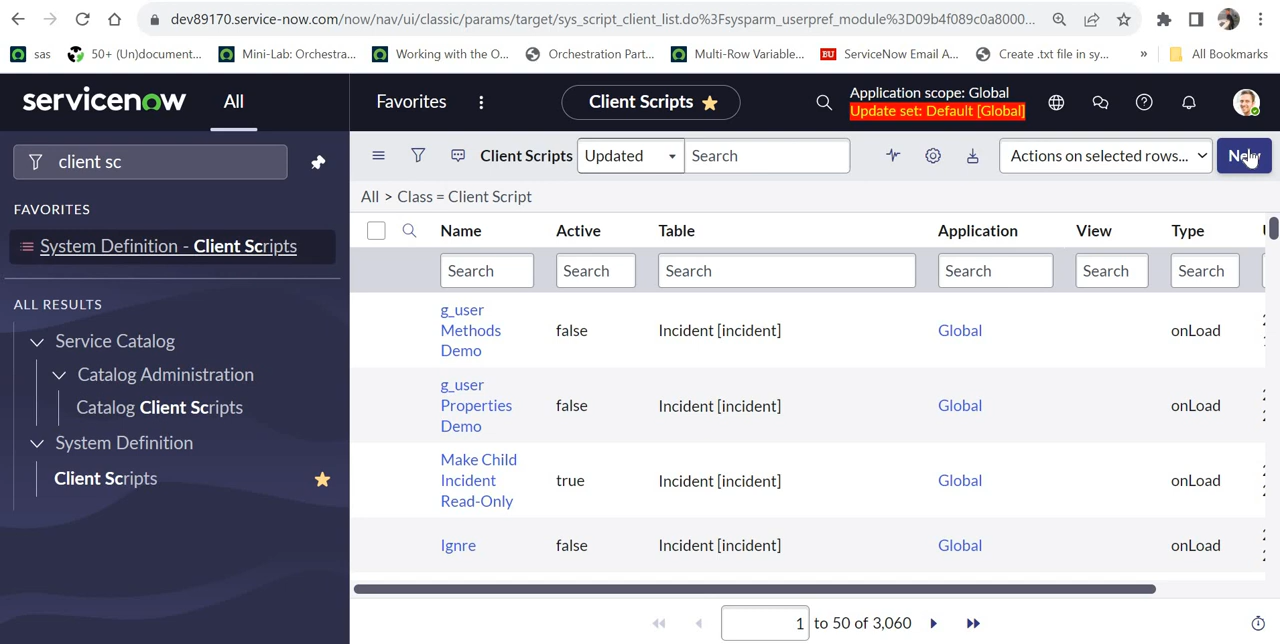 dev89170.service-now.com/now/nav/ui/classic/params/target/sys_script_client_list.do%3Fsysparm_userpref_module%3D09b4f089c0a8000...
sas 50+ (Un)document... Mini-Lab: Orchestra... Working with the O... Orchestration Part... Multi-Row Variable... ServiceNow Email A... Create .txt file in sy... » All Bookmarks
servicenow All Favorites Client Scripts Application scope: Global
Update set: Default [Global]
client sc
Client Scripts Updated Search Actions on selected rows... New
All > Class = Client Script
FAVORITES
System Definition - Client Scripts
ALL RESULTS
Service Catalog
Catalog Administration
Catalog Client Scripts
System Definition
Client Scripts
Name Active Table Application View Type
Search Search Search Search Search Search
g_user
Methods
Demo
false Incident [incident] Global onLoad
g_user
Properties
Demo
false Incident [incident] Global onLoad
Make Child
Incident
Read-Only
true Incident [incident] Global onLoad
Ignre false Incident [incident] Global onLoad
1 to 50 of 3,060